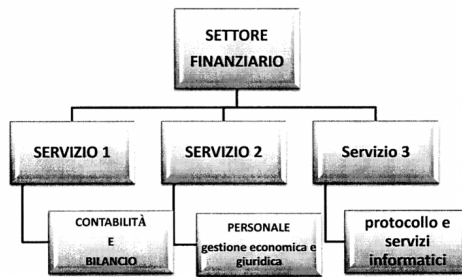 SETTORE
FINANZIARIO
SERVIZIO 1
SERVIZIO 2
Servizio 3
CONTABILITÀ
E
BILANCIO
PERSONALE
gestione economica e
giuridica
protocollo e
servizi
informatici